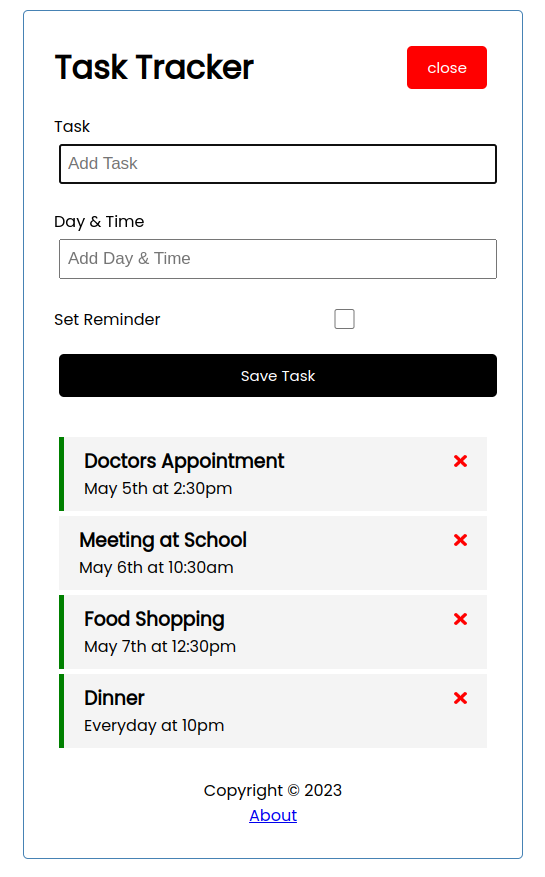 Task Tracker
close
Task
Add Task
Day & Time
Add Day & Time
Set Reminder
Save Task
Doctors Appointment
May 5th at 2:30pm
Meeting at School
May 6th at 10:30am
Food Shopping
May 7th at 12:30pm
Dinner
Everyday at 10pm
Copyright © 2023
About